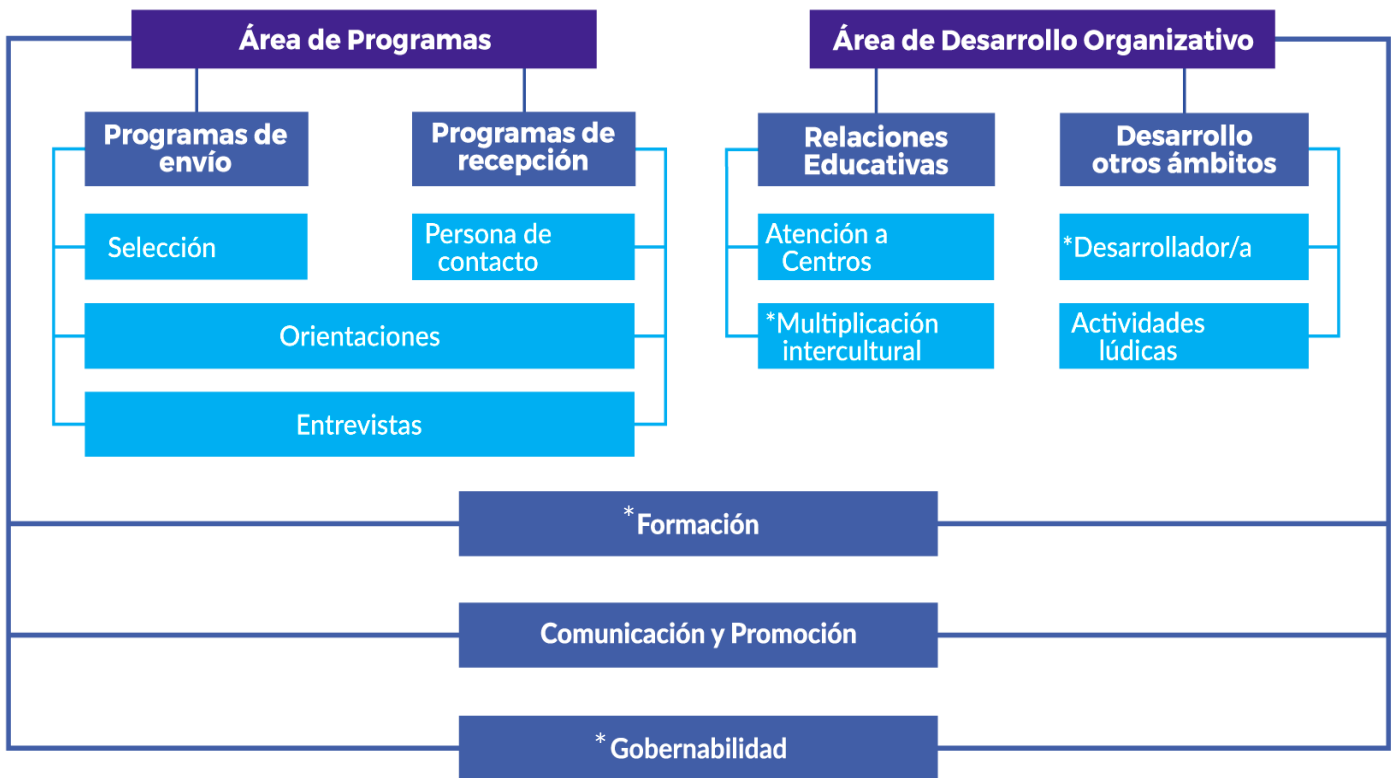 Área de Programas
Área de Desarrollo Organizativo
Programas de
envío
Programas de
recepción
Relaciones
Educativas
Desarrollo
otros ámbitos
Selección
Persona de
contacto
Atención a
Centros
*Desarrollador/a
Orientaciones
*Multiplicación
intercultural
Actividades
lúdicas
Entrevistas
*Formación
Comunicación y Promoción
*Gobernabilidad